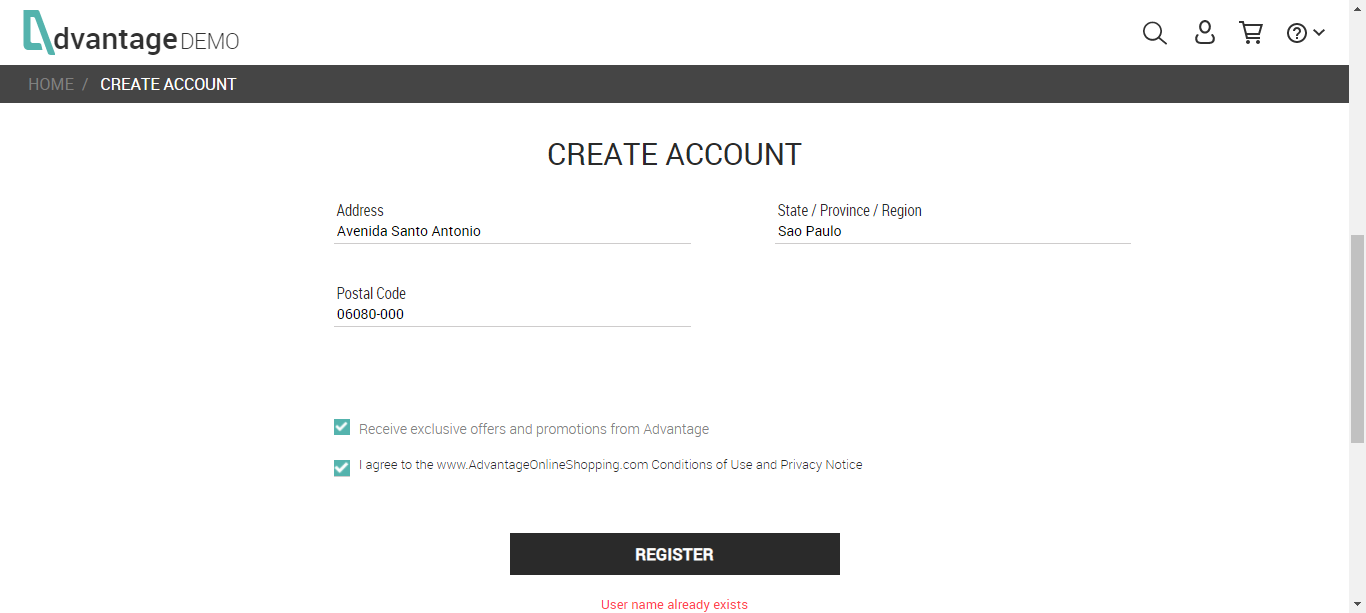 dvantage DEMO
HOME / CREATE ACCOUNT
CREATE ACCOUNT
Address
Avenida Santo Antonio
State / Province / Region
Sao Paulo
Postal Code
06080-000
Receive exclusive offers and promotions from Advantage
I agree to the www.AdvantageOnlineShopping.com Conditions of Use and Privacy Notice
REGISTER
User name already exists